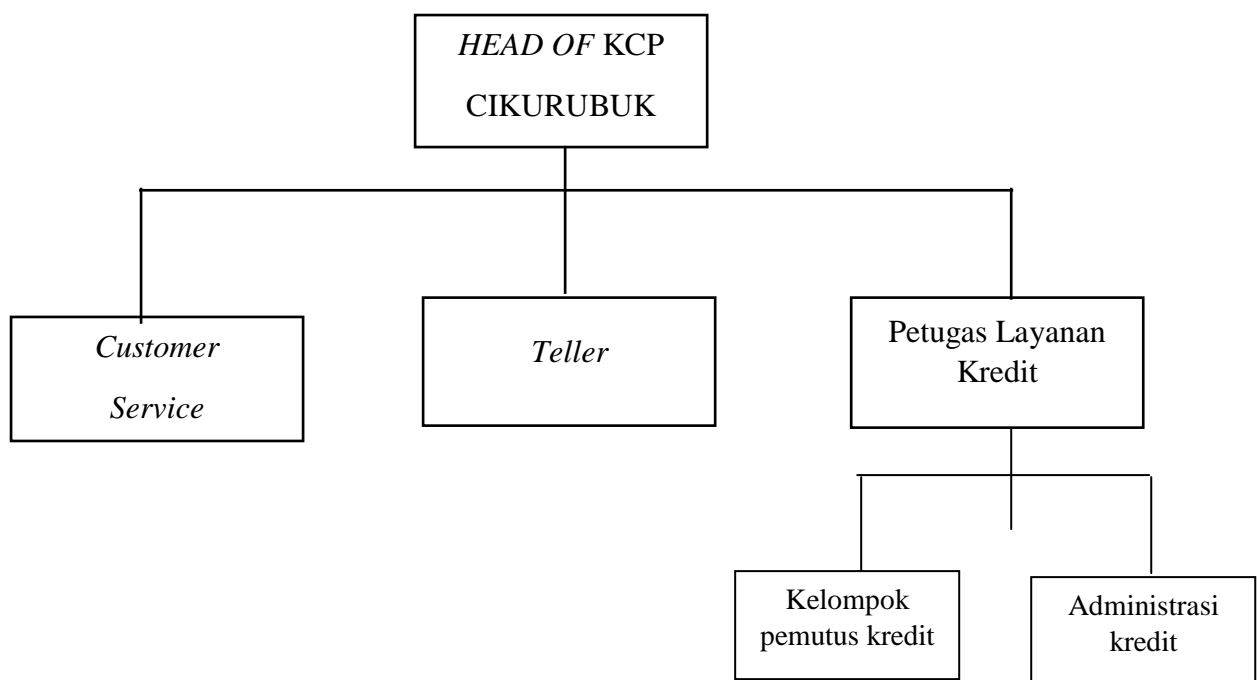 HEAD OF KCP
CIKURUBUK
Customer
Service
Teller
Petugas Layanan
Kredit
Kelompok
pemutus kredit
Administrasi
kredit